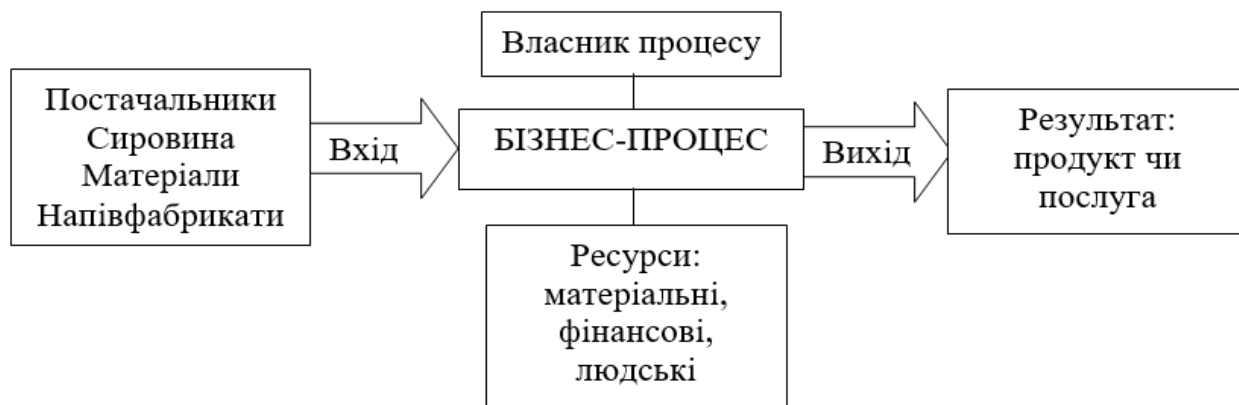 Власник процесу
Постачальники
Сировина
Матеріали
Напівфабрикати
Вхід
БІЗНЕС-ПРОЦЕС
Вихід
Результат:
продукт чи
послуга
Ресурси:
матеріальні,
фінансові,
людські